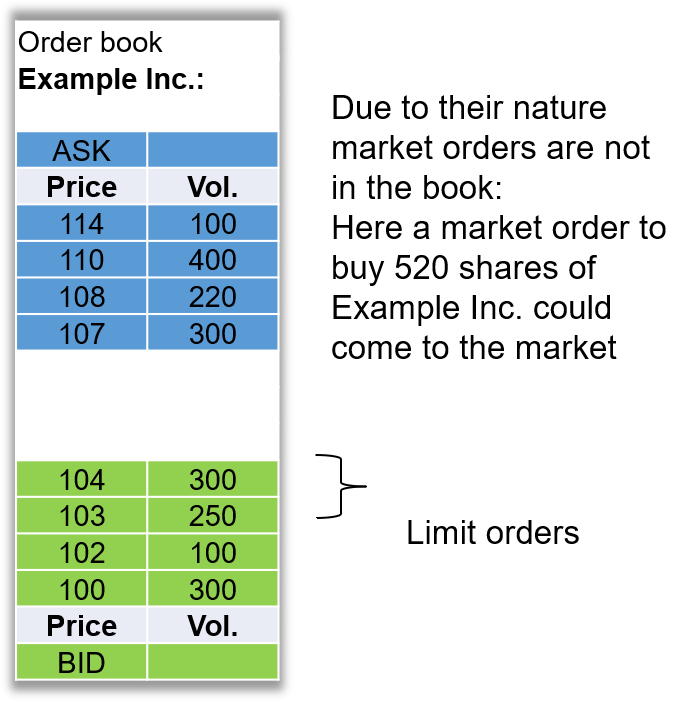 Order book
Example Inc.:
ASK
Price Vol.
114 100
110 400
108 220
107 300
104 300
103 250
102 100
100 300
Price Vol.
BID
Due to their nature
market orders are not
in the book:
Here a market order to
buy 520 shares of
Example Inc. could
come to the market
Limit orders